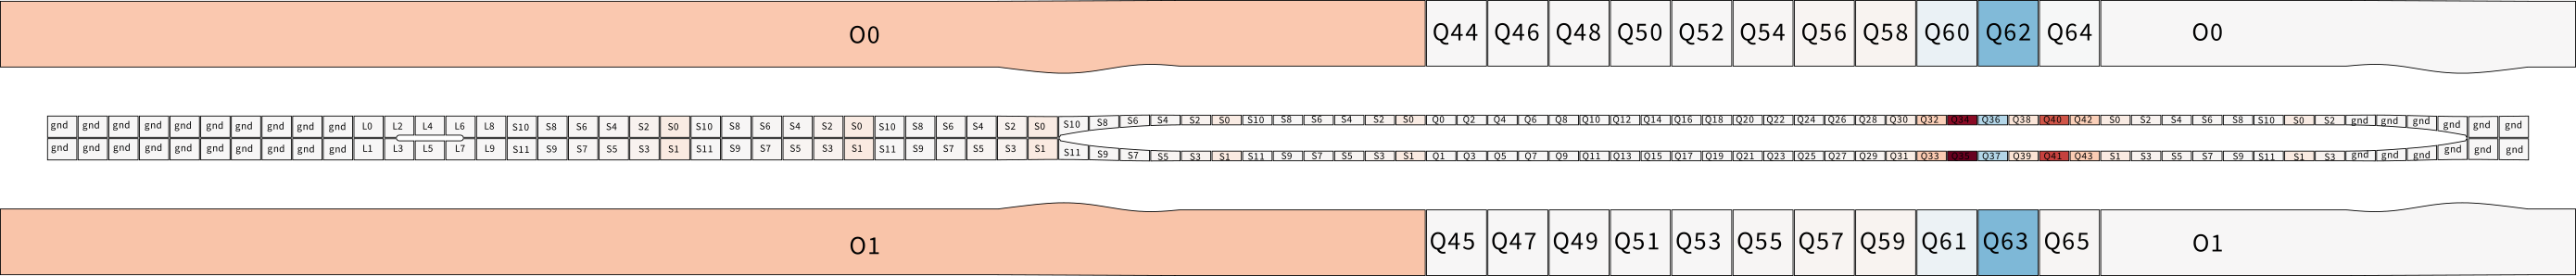 O0 Q44 Q46 Q48 Q50 Q52 Q54 Q56 Q58 Q60 Q62 Q64 O0
gnd gnd gnd gnd gnd gnd gnd gnd gnd gnd L0 L2 L4 L6 L8 S10 S8 S6 S4 S2 S0 S10 S8 S6 S4 S2 S0 S10 S8 S6 S4 S2 S0 S10 S8 S6 S4 S2 S0 S10 S8 S6 S4 S2 S0 Q0 Q2 Q4 Q6 Q8 Q10 Q12 Q14 Q16 Q18 Q20 Q22 Q24 Q26 Q28 Q30 Q32 Q34 Q36 Q38 Q40 Q42 S0 S2 S4 S6 S8 S10 S0 S2 gnd gnd gnd gnd gnd gnd
gnd gnd gnd gnd gnd gnd gnd gnd gnd gnd L1 L3 L5 L7 L9 S11 S9 S7 S5 S3 S1 S11 S9 S7 S5 S3 S1 S11 S9 S7 S5 S3 S1 S11 S9 S7 S5 S3 S1 S11 S9 S7 S5 S3 S1 Q1 Q3 Q5 Q7 Q9 Q11 Q13 Q15 Q17 Q19 Q21 Q23 Q25 Q27 Q29 Q31 Q33 Q35 Q37 Q39 Q41 Q43 S1 S3 S5 S7 S9 S11 S1 S3 gnd gnd gnd gnd gnd gnd
O1 Q45 Q47 Q49 Q51 Q53 Q55 Q57 Q59 Q61 Q63 Q65 O1